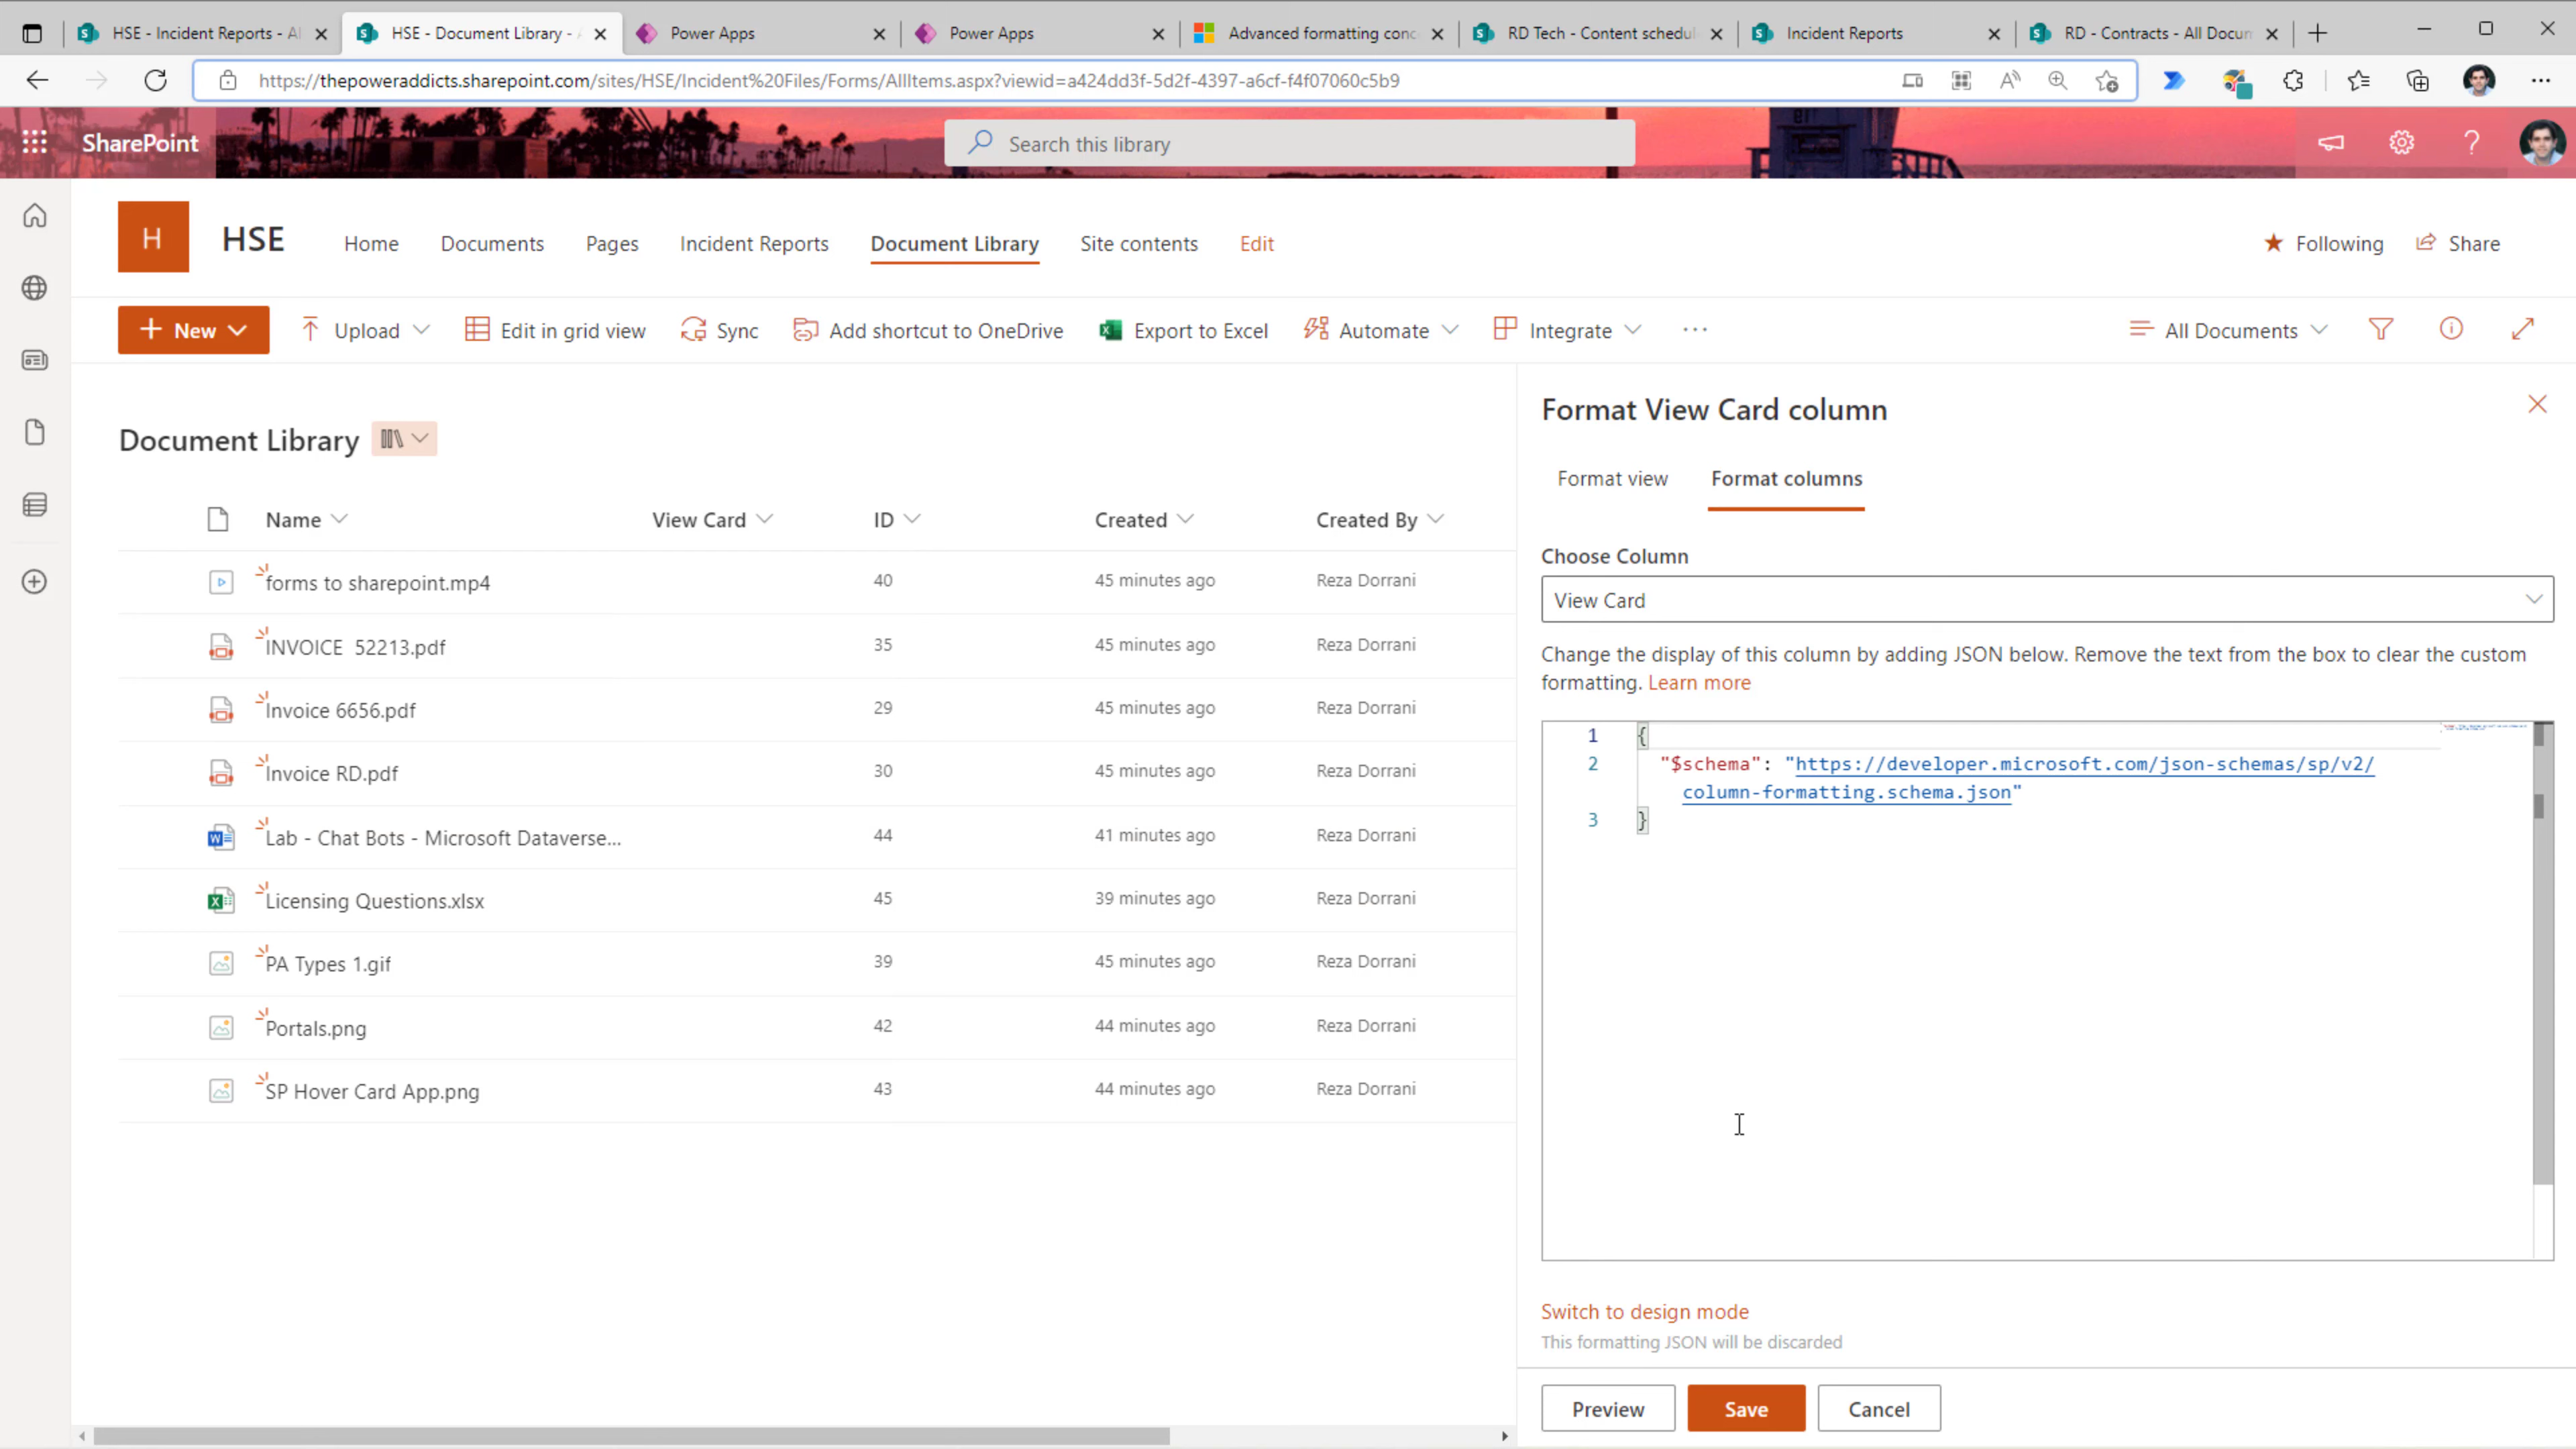 HSE - Incident Reports - Al
HSE - Document Library -
Power Apps
Power Apps
Advanced formatting conc
RD Tech - Content schedul
Incident Reports
RD - Contracts - All Docum
https://thepoweraddicts.sharepoint.com/sites/HSE/Incident%20Files/Forms/AllItems.aspx?viewid=a424dd3f-5d2f-4397-a6cf-f4f07060c5b9
SharePoint
Search this library
H
HSE
Home
Documents
Pages
Incident Reports
Document Library
Site contents
Edit
Following
Share
New
Upload
Edit in grid view
Sync
Add shortcut to OneDrive
Export to Excel
Automate
Integrate
All Documents
Document Library
Name View Card ID Created Created By
forms to sharepoint.mp4 40 45 minutes ago Reza Dorrani
INVOICE 52213.pdf 35 45 minutes ago Reza Dorrani
Invoice 6656.pdf 29 45 minutes ago Reza Dorrani
Invoice RD.pdf 30 45 minutes ago Reza Dorrani
Lab - Chat Bots - Microsoft Dataverse... 44 41 minutes ago Reza Dorrani
Licensing Questions.xlsx 45 39 minutes ago Reza Dorrani
PA Types 1.gif 39 45 minutes ago Reza Dorrani
Portals.png 42 44 minutes ago Reza Dorrani
SP Hover Card App.png 43 44 minutes ago Reza Dorrani
Format View Card column
Format view
Format columns
Choose Column
View Card
Change the display of this column by adding JSON below. Remove the text from the box to clear the custom
formatting. Learn more
1 {
2 "$schema": "https://developer.microsoft.com/json-schemas/sp/v2/
column-formatting.schema.json"
3 }
Switch to design mode
This formatting JSON will be discarded
Preview
Save
Cancel